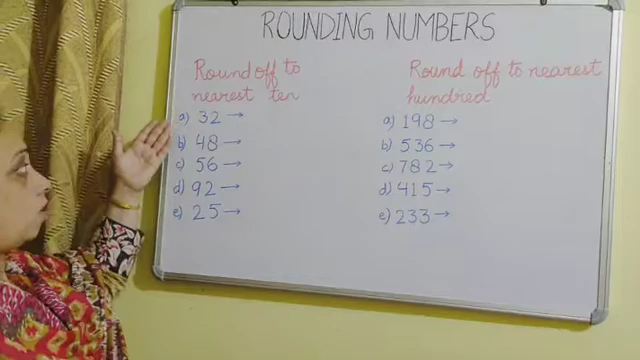 ROUNDING NUMBERS
Round off to
nearest ten
a) 32 →
b) 48 →
c) 56 →
d) 92 →
e) 25 →
Round off to nearest
hundred
a) 198 →
b) 536 →
c) 782 →
d) 415 →
e) 233 →